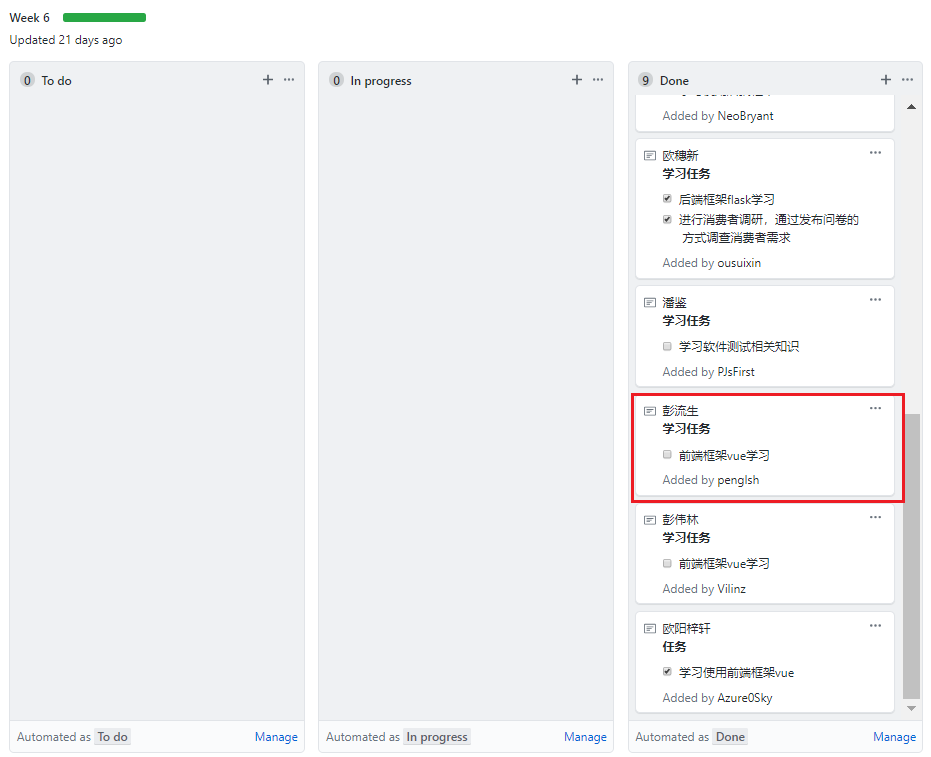 Week 6
Updated 21 days ago
0 To do
Automated as To do
Manage
0 In progress
Automated as In progress
Manage
9 Done
Added by NeoBryant
欧穗新
学习任务
后端框架flask学习
进行消费者调研，通过发布问卷的
方式调查消费者需求
Added by ousuixin
潘鉴
学习任务
学习软件测试相关知识
Added by PJsFirst
彭流生
学习任务
前端框架vue学习
Added by penglsh
彭伟林
学习任务
前端框架vue学习
Added by Vilinz
欧阳梓轩
任务
学习使用前端框架vue
Added by Azure0Sky
Automated as Done
Manage